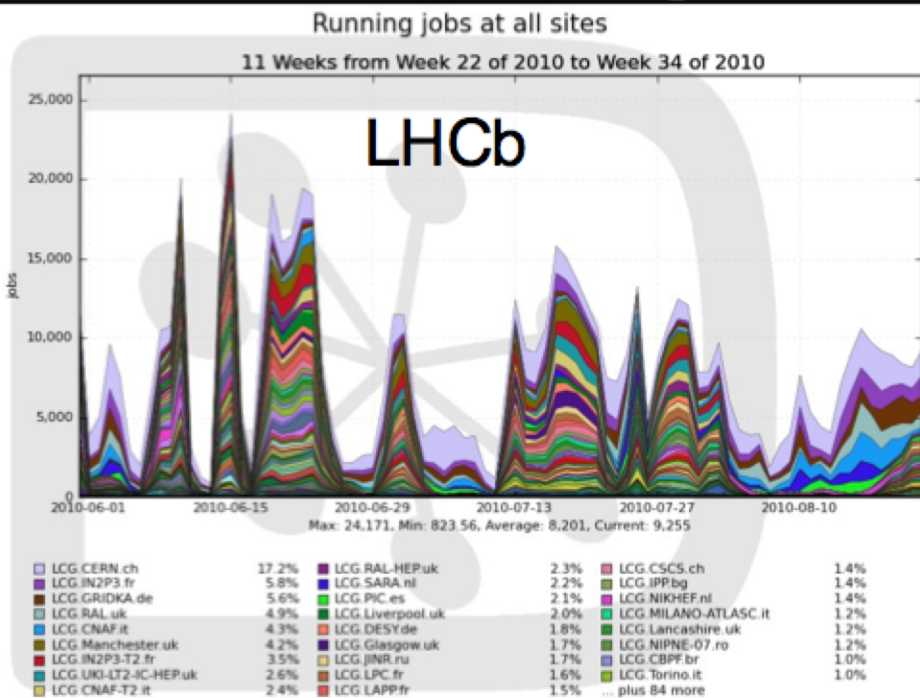 Running jobs at all sites
11 Weeks from Week 22 of 2010 to Week 34 of 2010
LHCb
25,000
20,000
15,000
10,000
5,000
0
jobs
2010-06-01 2010-06-15 2010-06-29 2010-07-13 2010-07-27 2010-08-10
Max: 24,171, Min: 823.56, Average: 8,201, Current: 9,255
LCG.CERN.ch 17.2% LCG.RAL-HEP.uk 2.3% LCG.CSCS.ch 1.4%
LCG.IN2P3.fr 5.8% LCG.SARA.nl 2.2% LCG.IPP.bg 1.4%
LCG.GRIDKA.de 5.6% LCG.PIC.es 2.1% LCG.NIKHEF.nl 1.4%
LCG.RAL.uk 4.9% LCG.Liverpool.uk 2.0% LCG.MILANO-ATLASC.it 1.2%
LCG.CNAF.it 4.3% LCG.DESY.de 1.8% LCG.Lancashire.uk 1.2%
LCG.Manchester.uk 4.2% LCG.Glasgow.uk 1.7% LCG.NIPNE-07.ro 1.2%
LCG.IN2P3-T2.fr 3.5% LCG.JINR.ru 1.7% LCG.CBPF.br 1.0%
LCG.UKI-LT2-IC-HEP.uk 2.6% LCG.LPC.fr 1.6% LCG.Torino.it 1.0%
LCG.CNAF-T2.it 2.4% LCG.LAPP.fr 1.5% ... plus 84 more